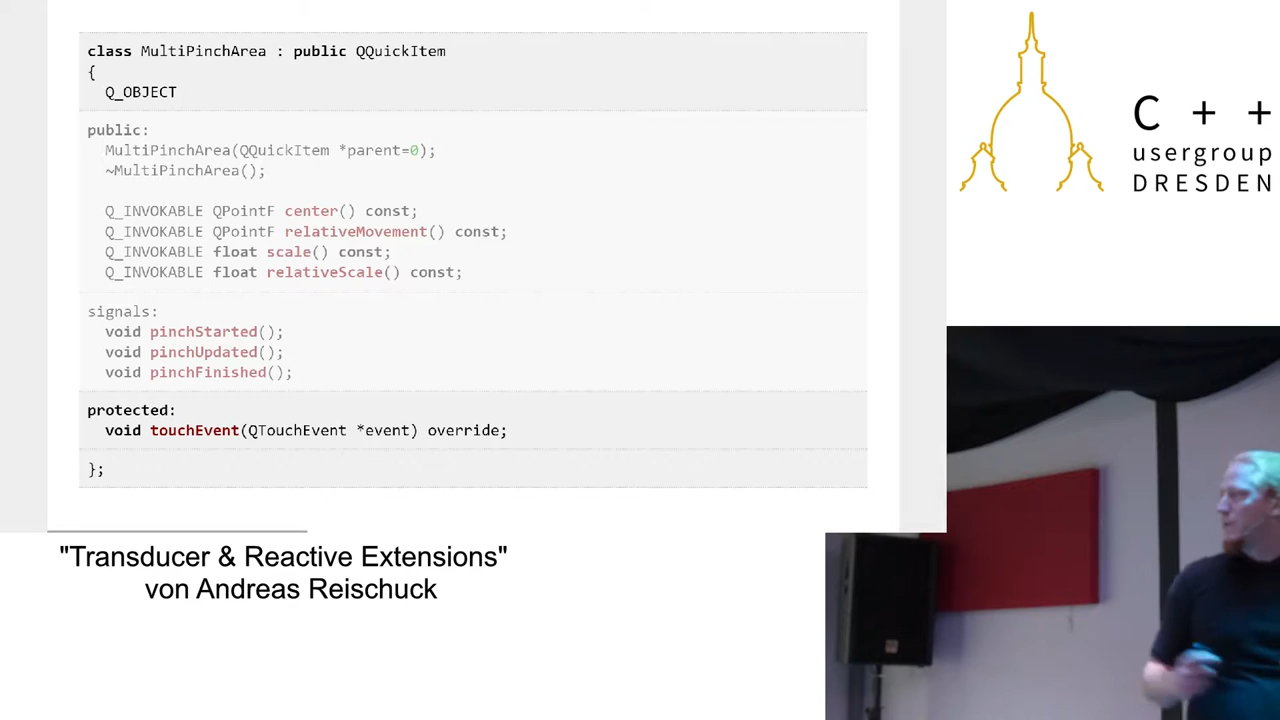 class MultiPinchArea : public QQuickItem
{
Q_OBJECT
public:
MultiPinchArea(QQuickItem *parent=0);
~MultiPinchArea();
Q_INVOKABLE QPointF center() const;
Q_INVOKABLE QPointF relativeMovement() const;
Q_INVOKABLE float scale() const;
Q_INVOKABLE float relativeScale() const;
signals:
void pinchStarted();
void pinchUpdated();
void pinchFinished();
protected:
void touchEvent(QTouchEvent *event) override;
};
C + +
usergroup
DRESDEN
"Transducer & Reactive Extensions"
von Andreas Reischuck